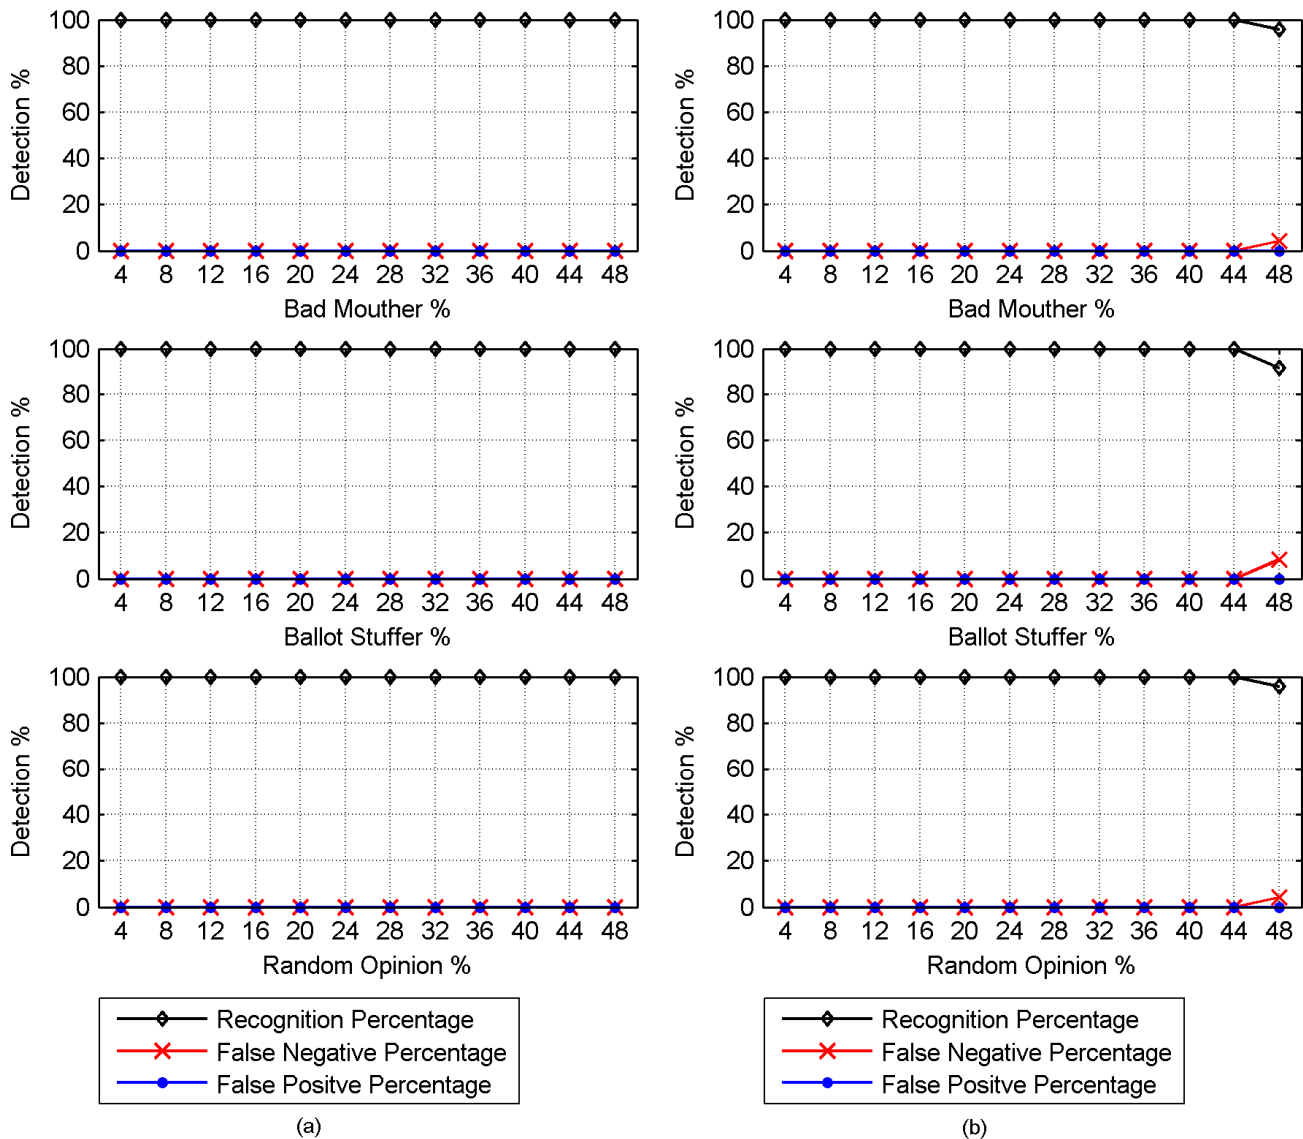 100
80
60
40
20
0
Detection %
4 8 12 16 20 24 28 32 36 40 44 48
Bad Mouther %
100
80
60
40
20
0
Detection %
4 8 12 16 20 24 28 32 36 40 44 48
Ballot Stuffer %
100
80
60
40
20
0
Detection %
4 8 12 16 20 24 28 32 36 40 44 48
Random Opinion %
Recognition Percentage
False Negative Percentage
False Positve Percentage
(a)
100
80
60
40
20
0
Detection %
4 8 12 16 20 24 28 32 36 40 44 48
Bad Mouther %
100
80
60
40
20
0
Detection %
4 8 12 16 20 24 28 32 36 40 44 48
Ballot Stuffer %
100
80
60
40
20
0
Detection %
4 8 12 16 20 24 28 32 36 40 44 48
Random Opinion %
Recognition Percentage
False Negative Percentage
False Positve Percentage
(b)